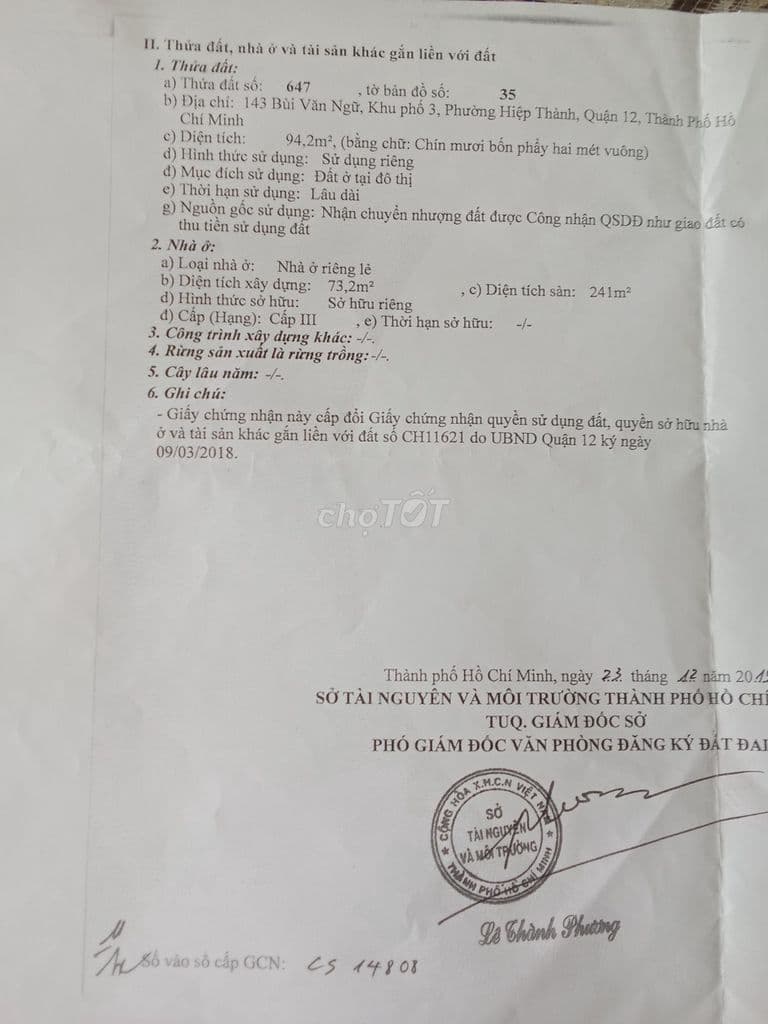 II. Thửa đất, nhà ở và tài sản khác gắn liền với đất
1. Thửa đất:
a) Thửa đất số: 647 , tờ bản đồ số: 35
b) Địa chỉ: 143 Bùi Văn Ngữ, Khu phố 3, Phường Hiệp Thành, Quận 12, Thành Phố Hồ
Chí Minh
c) Diện tích: 94,2m², (bằng chữ: Chín mươi bốn phẩy hai mét vuông)
d) Hình thức sử dụng: Sử dụng riêng
đ) Mục đích sử dụng: Đất ở tại đô thị
e) Thời hạn sử dụng: Lâu dài
g) Nguồn gốc sử dụng: Nhận chuyển nhượng đất được Công nhận QSDĐ như giao đất có
thu tiền sử dụng đất
2. Nhà ở:
a) Loại nhà ở: Nhà ở riêng lẻ
b) Diện tích xây dựng: 73,2m² , c) Diện tích sàn: 241m²
d) Hình thức sở hữu: Sở hữu riêng
đ) Cấp (Hạng): Cấp III , e) Thời hạn sở hữu: -/-
3. Công trình xây dựng khác: -/-.
4. Rừng sản xuất là rừng trồng: -/-.
5. Cây lâu năm: -/-.
6. Ghi chú:
- Giấy chứng nhận này cấp đổi Giấy chứng nhận quyền sử dụng đất, quyền sở hữu nhà
ở và tài sản khác gắn liền với đất số CH11621 do UBND Quận 12 ký ngày
09/03/2018.
chợTỐT
Thành phố Hồ Chí Minh, ngày 23 tháng 12 năm 2019
SỞ TÀI NGUYÊN VÀ MÔI TRƯỜNG THÀNH PHỐ HỒ CHÍ
TUQ. GIÁM ĐỐC SỞ
PHÓ GIÁM ĐỐC VĂN PHÒNG ĐĂNG KÝ ĐẤT ĐAI
CỘNG HÒA X.H.C.N VIỆT NAM
SỞ
TÀI NGUYÊN
VÀ MÔI TRƯỜNG
THÀNH PHỐ HỒ CHÍ MINH
Lê Thành Phương
Số vào sổ cấp GCN: CS 14808